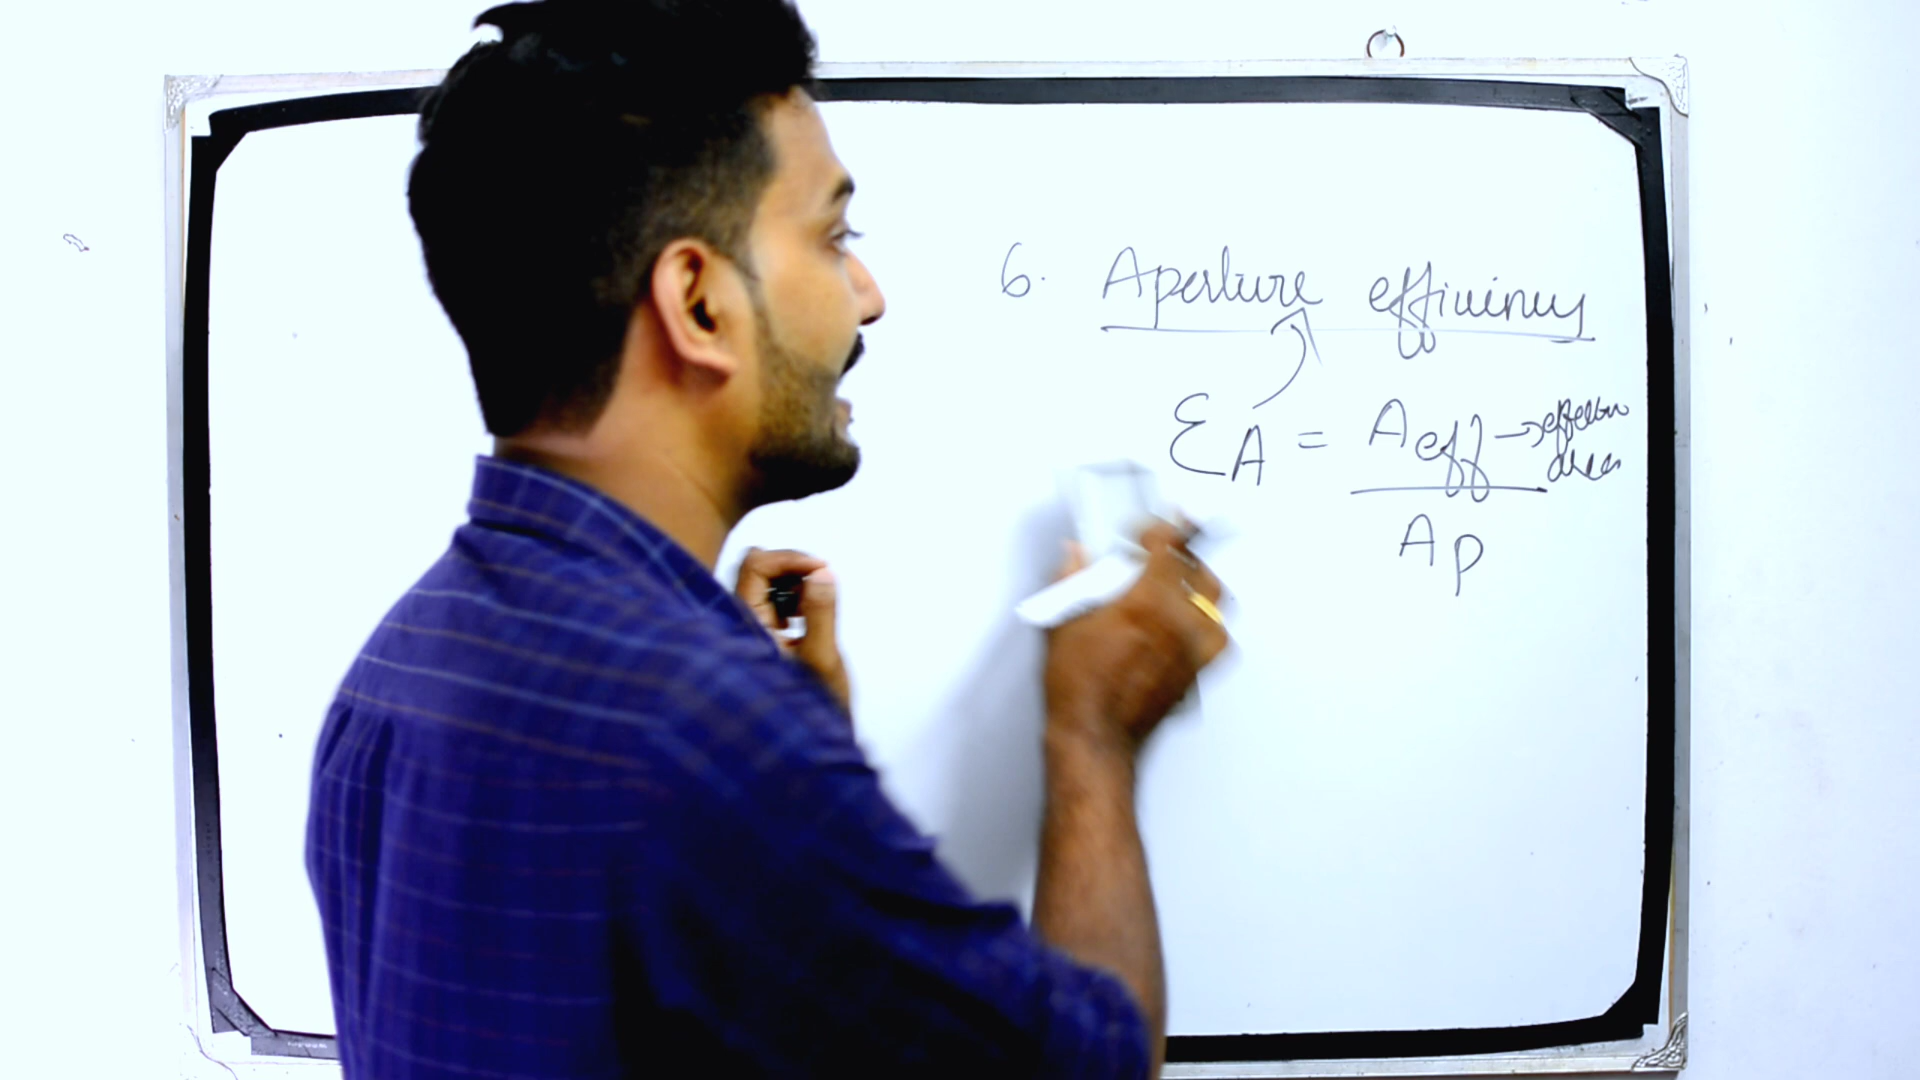 6. Aperture efficiency
εA = Aeff → effective
area
Ap